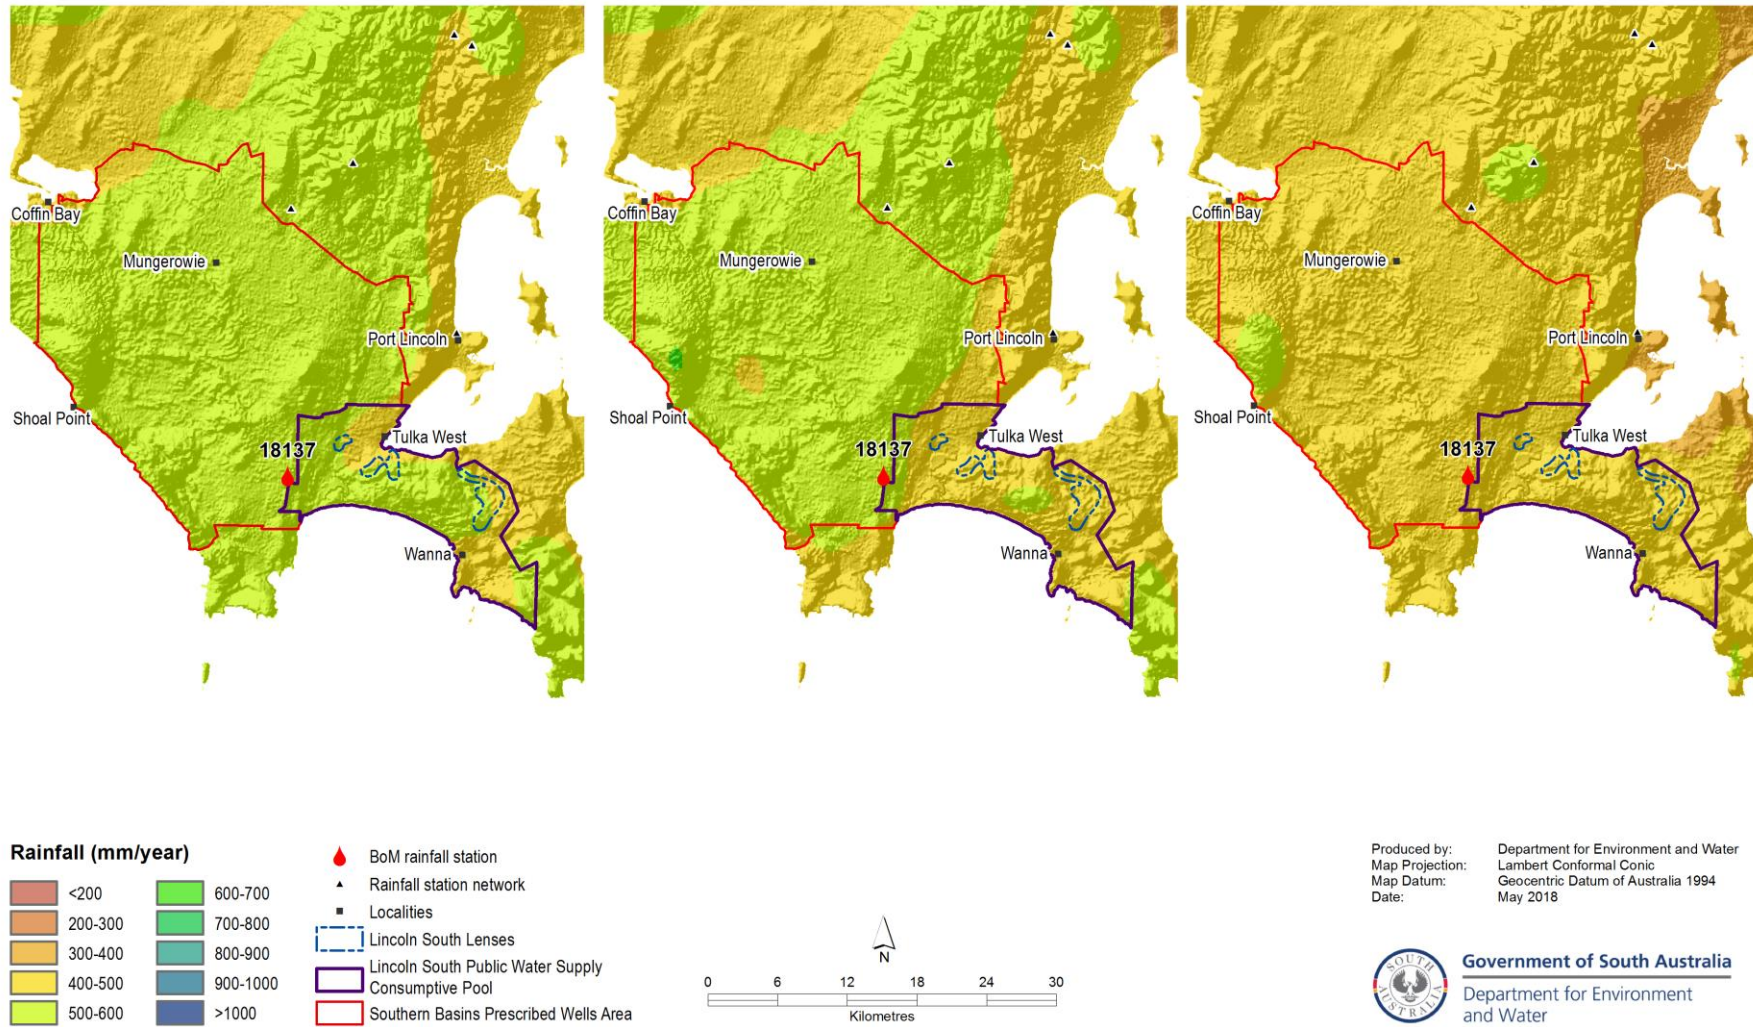 Coffin Bay
Mungerowie
Port Lincoln
Shoal Point
Tulka West
18137
Wanna
Coffin Bay
Mungerowie
Port Lincoln
Shoal Point
Tulka West
18137
Wanna
Coffin Bay
Mungerowie
Port Lincoln
Shoal Point
Tulka West
18137
Wanna
Rainfall (mm/year)
<200
200-300
300-400
400-500
500-600
600-700
700-800
800-900
900-1000
>1000
BoM rainfall station
Rainfall station network
Localities
Lincoln South Lenses
Lincoln South Public Water Supply
Consumptive Pool
Southern Basins Prescribed Wells Area
N
0 6 12 18 24 30
Kilometres
Produced by: Department for Environment and Water
Map Projection: Lambert Conformal Conic
Map Datum: Geocentric Datum of Australia 1994
Date: May 2018
SOUTH
AUSTRALIA
Government of South Australia
Department for Environment
and Water